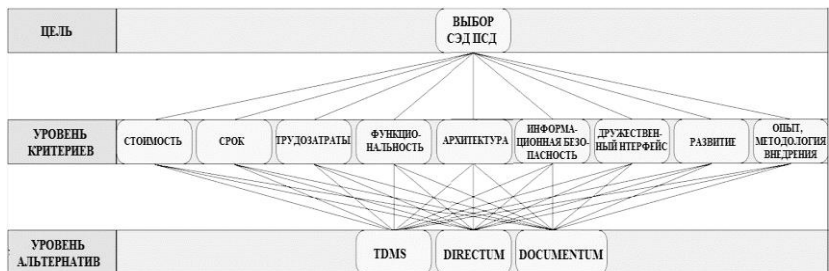 ЦЕЛЬ
ВЫБОР
СЭД ПСД
УРОВЕНЬ
КРИТЕРИЕВ
СТОИМОСТЬ
СРОК
ТРУДОЗАТРАТЫ
ФУНКЦИО-
НАЛЬНОСТЬ
АРХИТЕКТУРА
ИНФОРМА-
ЦИОННАЯ БЕЗО-
ПАСНОСТЬ
ДРУЖЕСТВЕН-
НЫЙ НТЕРФЕЙС
РАЗВИТИЕ
ОПЫТ,
МЕТОДОЛОГИЯ
ВНЕДРЕНИЯ
УРОВЕНЬ
АЛЬТЕРНАТИВ
TDMS
DIRECTUM
DOCUMENTUM